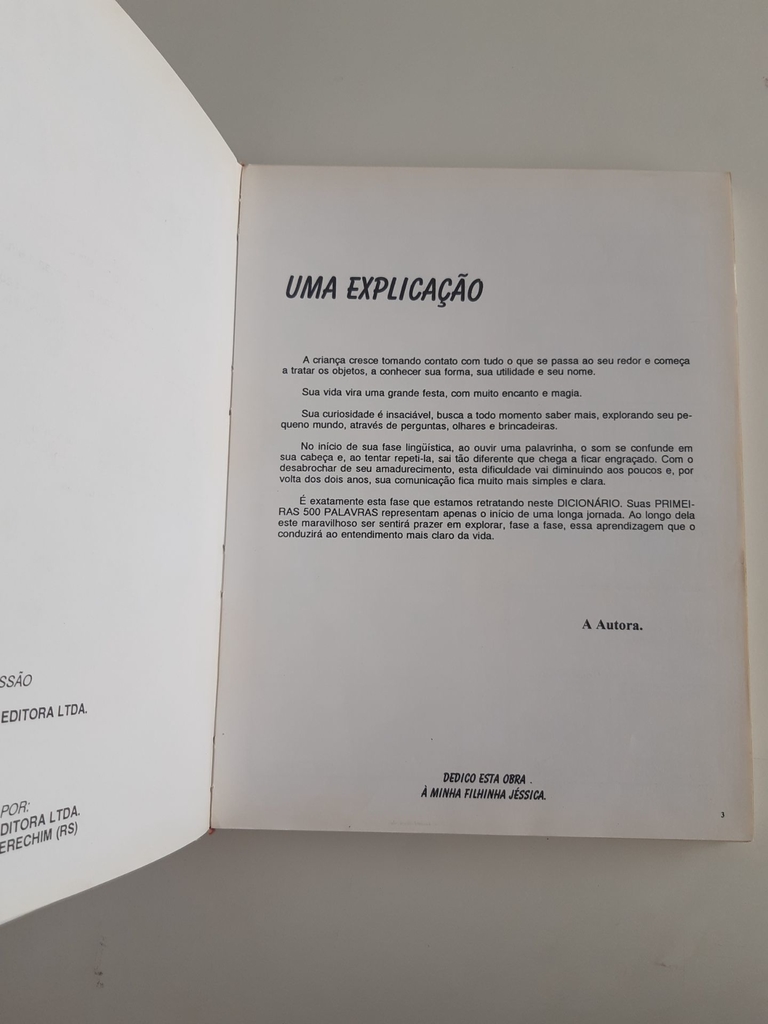 SSÃO
EDITORA LTDA.
POR:
DITORA LTDA.
ERECHIM (RS)
UMA EXPLICAÇÃO
A criança cresce tomando contato com tudo o que se passa ao seu redor e começa
a tratar os objetos, a conhecer sua forma, sua utilidade e seu nome.
Sua vida vira uma grande festa, com muito encanto e magia.
Sua curiosidade é insaciável, busca a todo momento saber mais, explorando seu pe-
queno mundo, através de perguntas, olhares e brincadeiras.
No início de sua fase lingüística, ao ouvir uma palavrinha, o som se confunde em
sua cabeça e, ao tentar repeti-la, sai tão diferente que chega a ficar engraçado. Com o
desabrochar de seu amadurecimento, esta dificuldade vai diminuindo aos poucos e, por
volta dos dois anos, sua comunicação fica muito mais simples e clara.
É exatamente esta fase que estamos retratando neste DICIONÁRIO. Suas PRIMEI-
RAS 500 PALAVRAS representam apenas o início de uma longa jornada. Ao longo dela
este maravilhoso ser sentirá prazer em explorar, fase a fase, essa aprendizagem que o
conduzirá ao entendimento mais claro da vida.
A Autora.
DEDICO ESTA OBRA
À MINHA FILHINHA JÉSSICA.
3